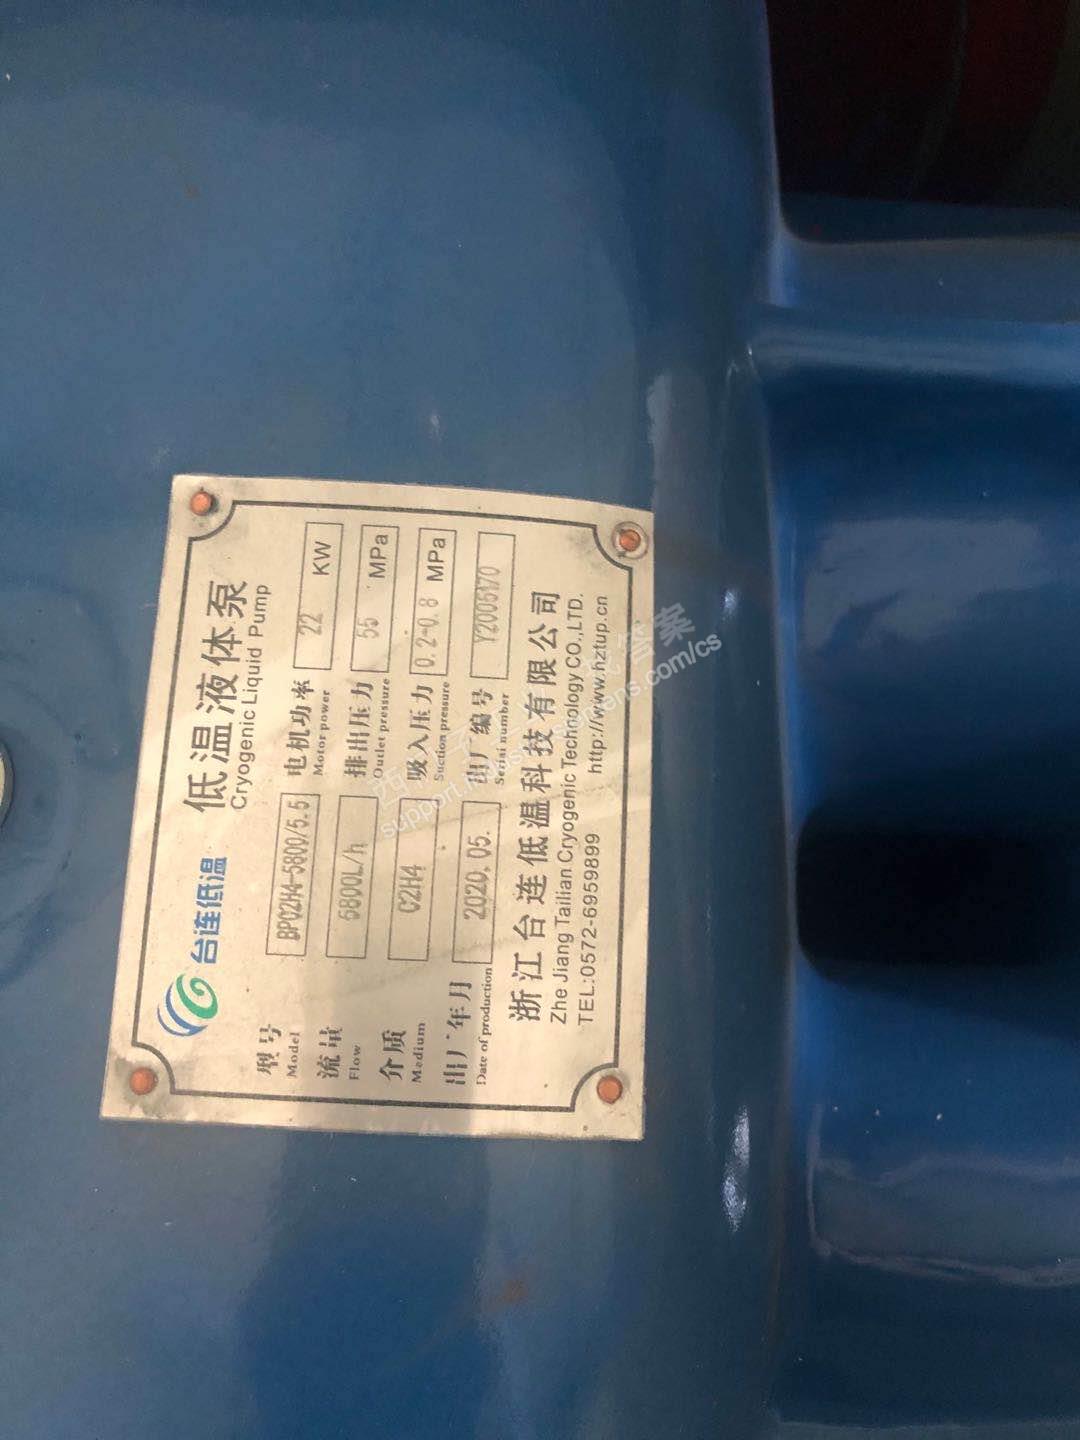 台连低温
低温液体泵
Cryogenic Liquid Pump
型号 BPC2H4-5800/5.5 电机功率 22 KW
Model Motor power
流量 5800L/h 排出压力 55 MPa
Flow Outlet pressure
介质 C2H4 吸入压力 0.2-0.8 MPa
Medium Suction pressure
出厂年月 2020.05. 出厂编号 Y2005170
Date of production Serial number
浙江台连低温科技有限公司
Zhe Jiang Tailian Cryogenic Technology CO.,LTD.
TEL:0572-6959899 http://www.hztup.cn
答案